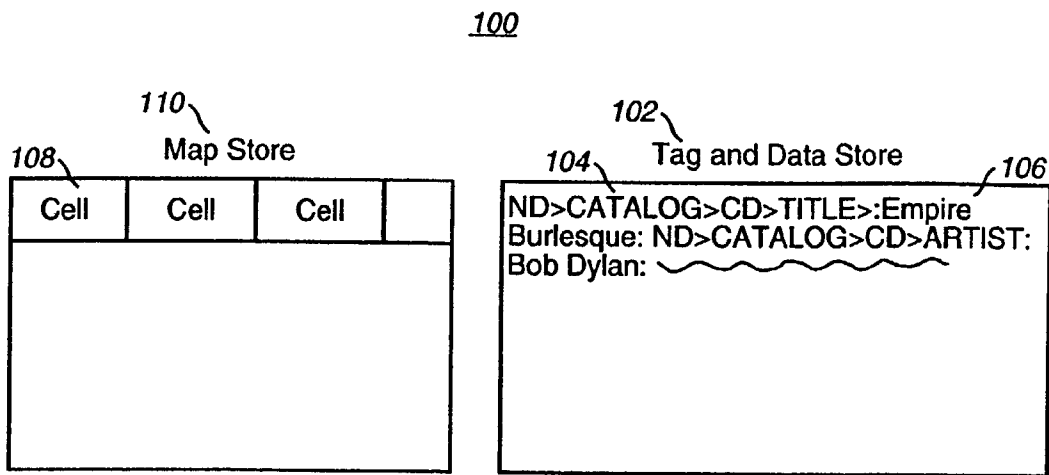 100
110
Map Store
108
Cell Cell Cell
102
Tag and Data Store
104
106
ND>CATALOG>CD>TITLE>:Empire
Burlesque: ND>CATALOG>CD>ARTIST:
Bob Dylan: